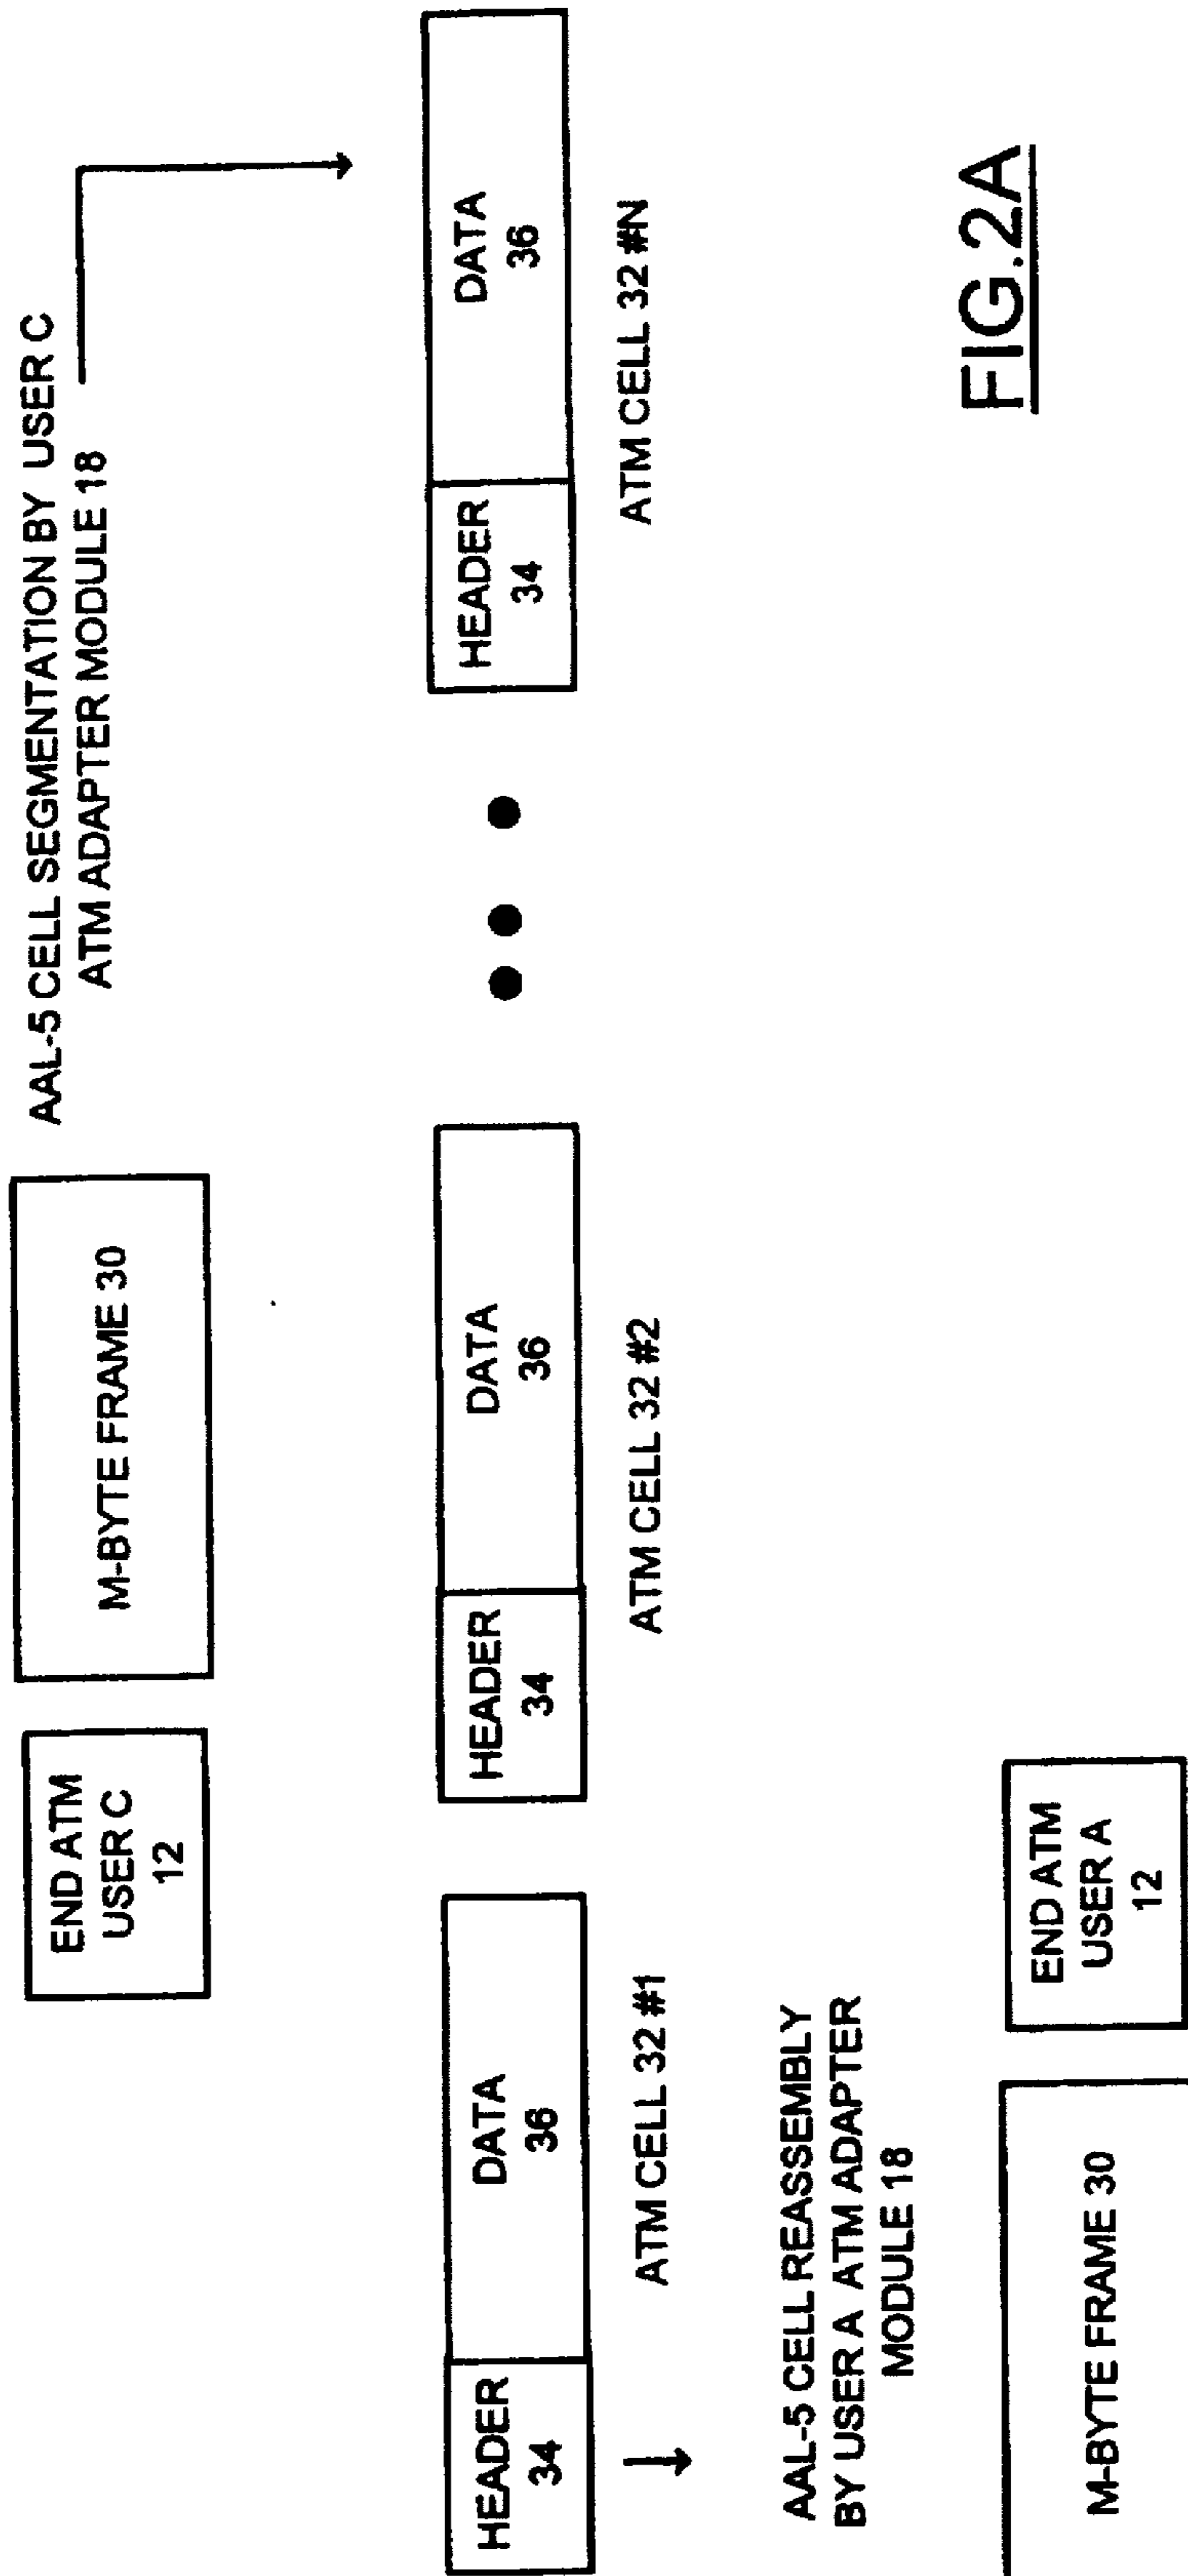 AAL-5 CELL SEGMENTATION BY USER C
ATM ADAPTER MODULE 18
END ATM
USER C
12
M-BYTE FRAME 30
HEADER
34
DATA
36
ATM CELL 32 #1
HEADER
34
DATA
36
ATM CELL 32 #2
HEADER
34
DATA
36
ATM CELL 32 #N
AAL-5 CELL REASSEMBLY
BY USER A ATM ADAPTER
MODULE 18
M-BYTE FRAME 30
END ATM
USER A
12
FIG.2A